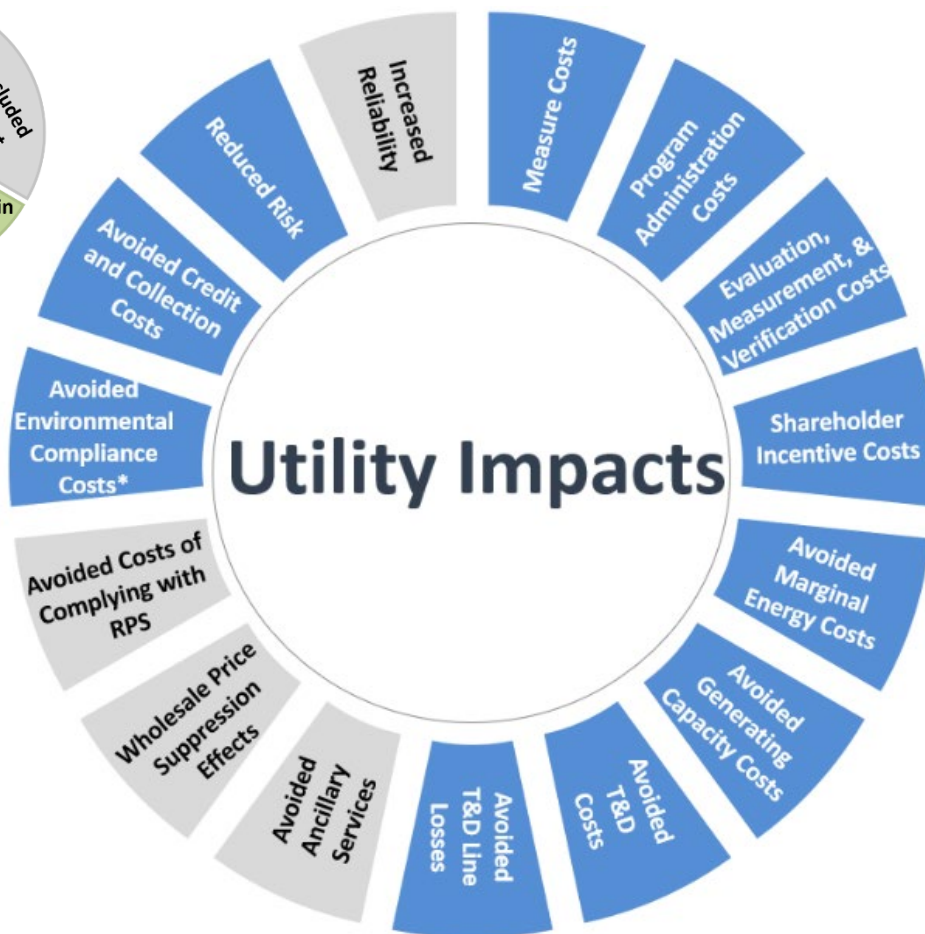 Utility Impacts
Measure Costs
Program
Administration
Costs
Evaluation,
Measurement, &
Verification Costs
Shareholder
Incentive Costs
Avoided
Marginal
Energy Costs
Avoided
Generating
Capacity Costs
Avoided
T&D
Costs
Avoided
T&D Line
Losses
Avoided
Ancillary
Services
Wholesale Price
Suppression
Effects
Avoided Costs of
Complying with
RPS
Avoided
Environmental
Compliance
Costs*
Avoided Credit
and Collection
Costs
Reduced Risk
Increased
Reliability
in